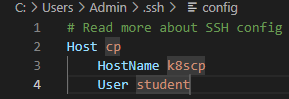 C: > Users > Admin > .ssh > config
1 # Read more about SSH config
2 Host cp
3 HostName k8scp
4 User student